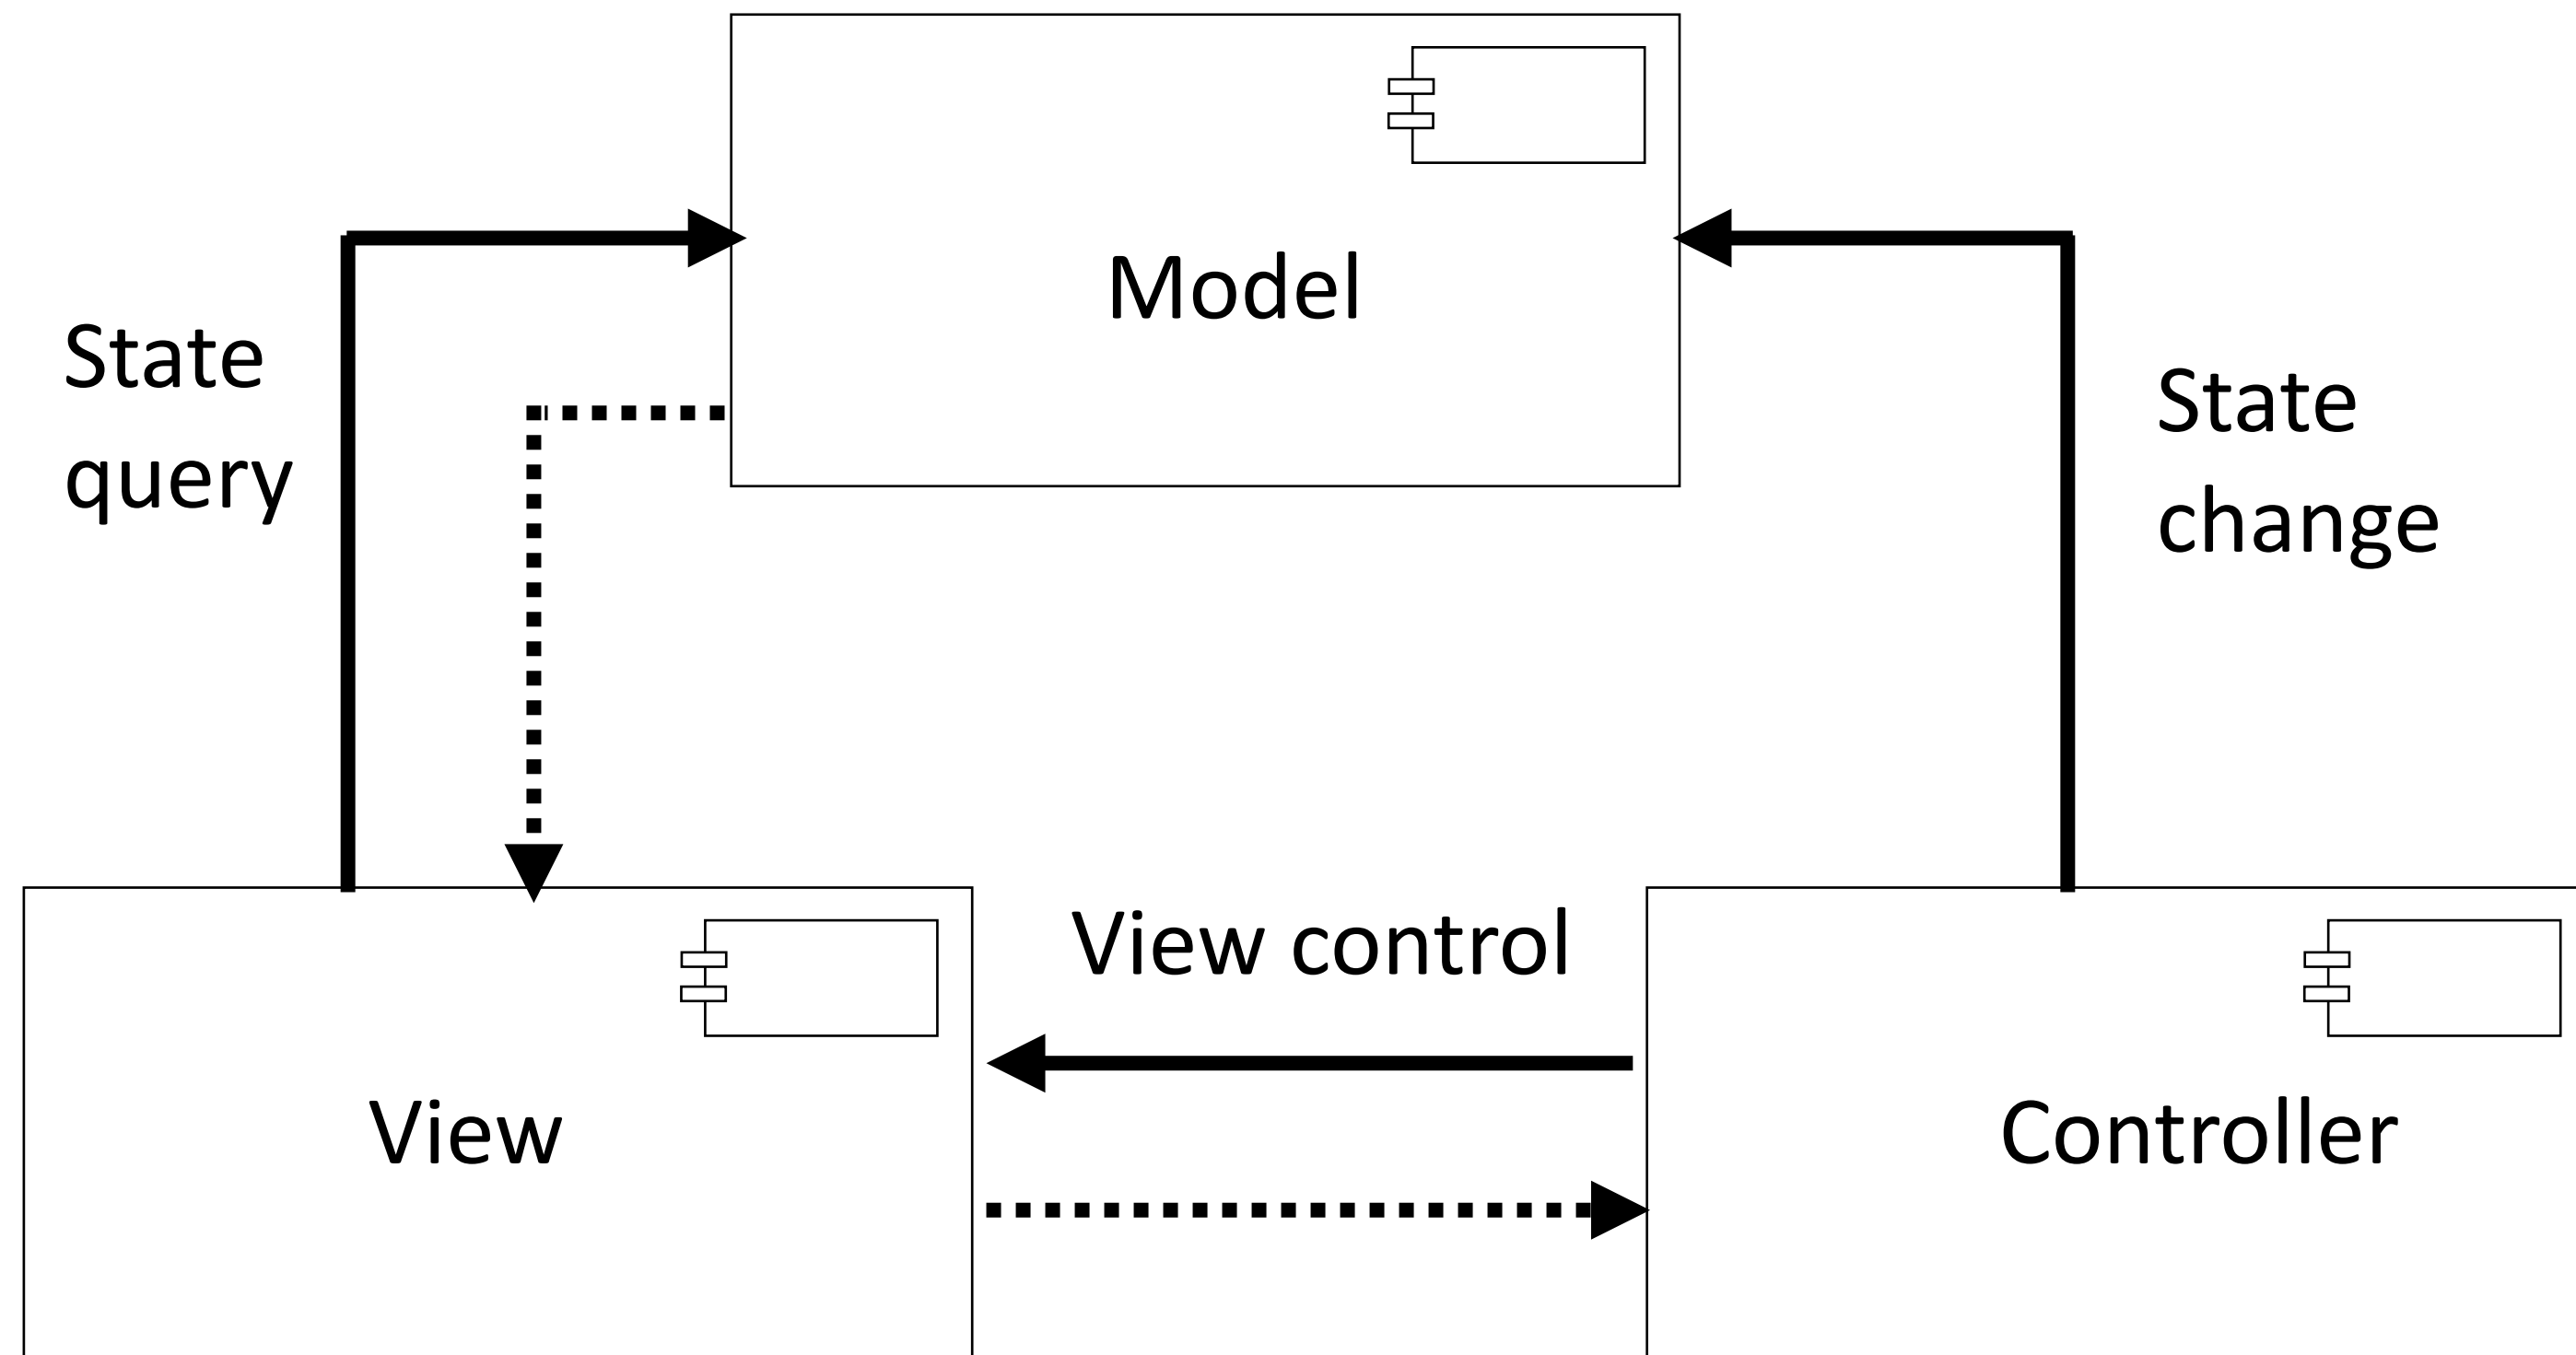 Model
State
query
State
change
View control
View
Controller